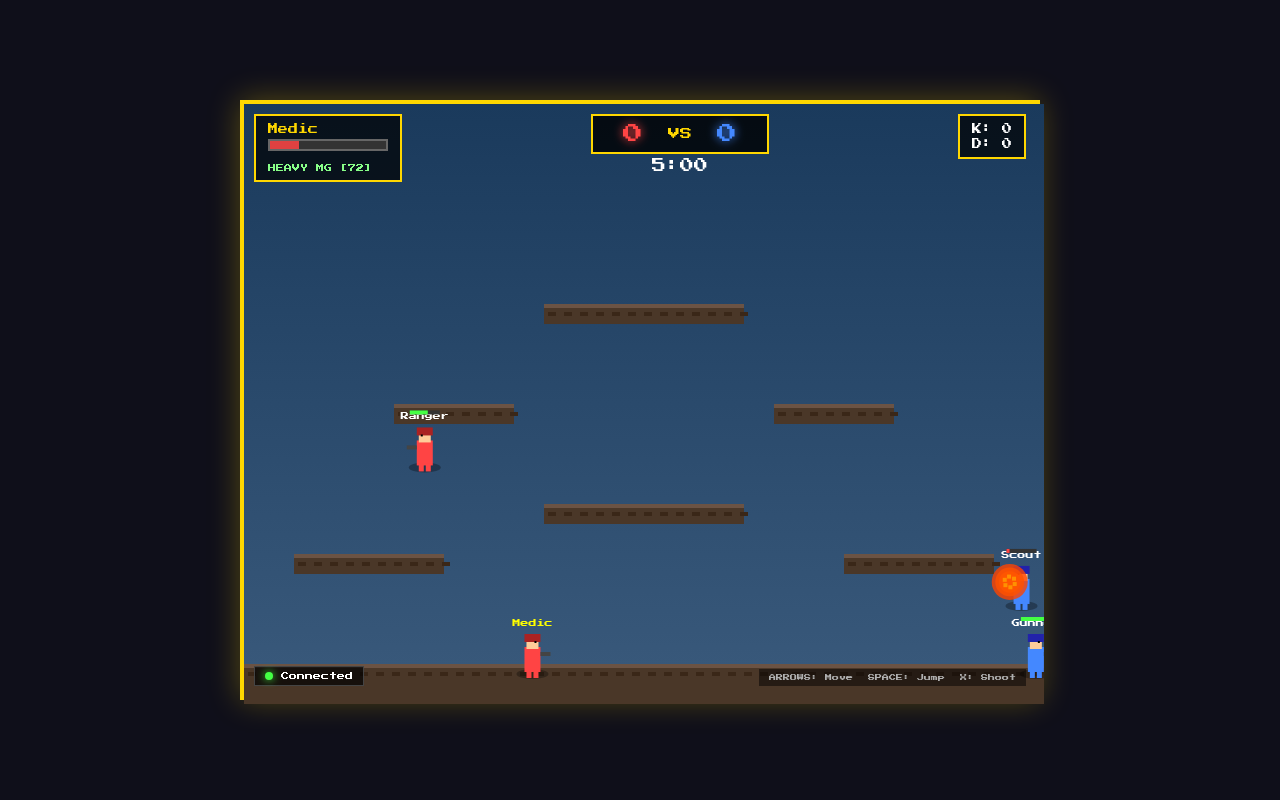 Medic
HEAVY MG [72]
0 VS 0
5:00
K: 0
D: 0
Ranger
Scout
Gunn
Medic
Connected
ARROWS: Move SPACE: Jump X: Shoot